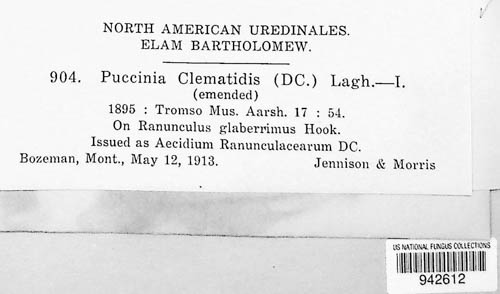 NORTH AMERICAN UREDINALES.
ELAM BARTHOLOMEW.
904. Puccinia Clematidis (DC.) Lagh.—I.
(emended)
1895 : Tromso Mus. Aarsh. 17 : 54.
On Ranunculus glaberrimus Hook.
Issued as Aecidium Ranunculacearum DC.
Bozeman, Mont., May 12, 1913. Jennison & Morris
US NATIONAL FUNGUS COLLECTIONS
942612